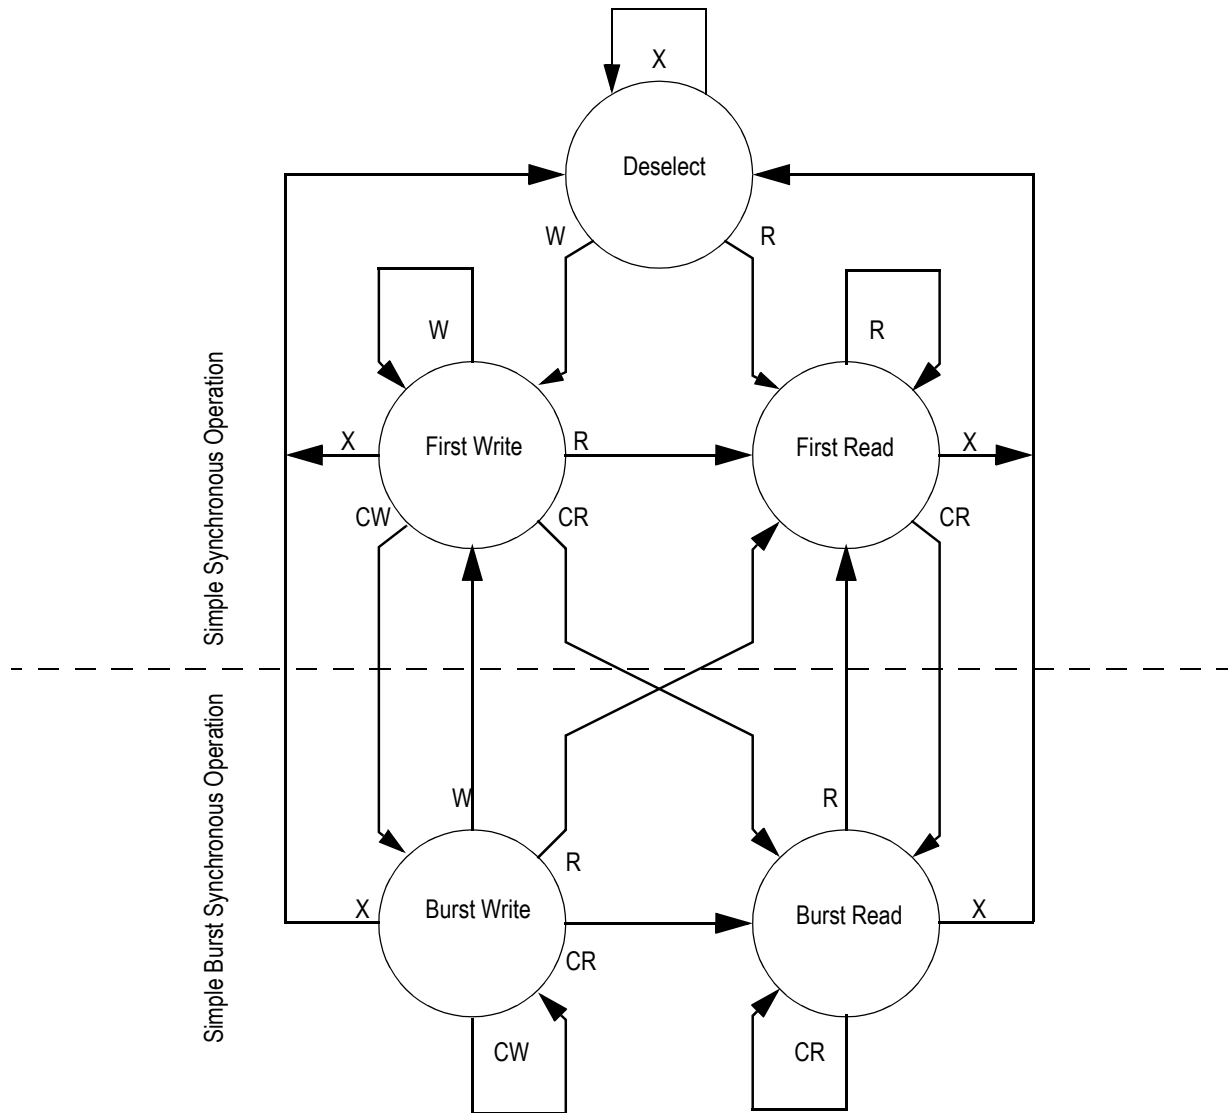 X
Deselect
W
R
W
R
X
First Write
R
First Read
X
CW
CR
CR
Simple Synchronous Operation
Simple Burst Synchronous Operation
W
R
R
X
Burst Write
Burst Read
X
CR
CW
CR